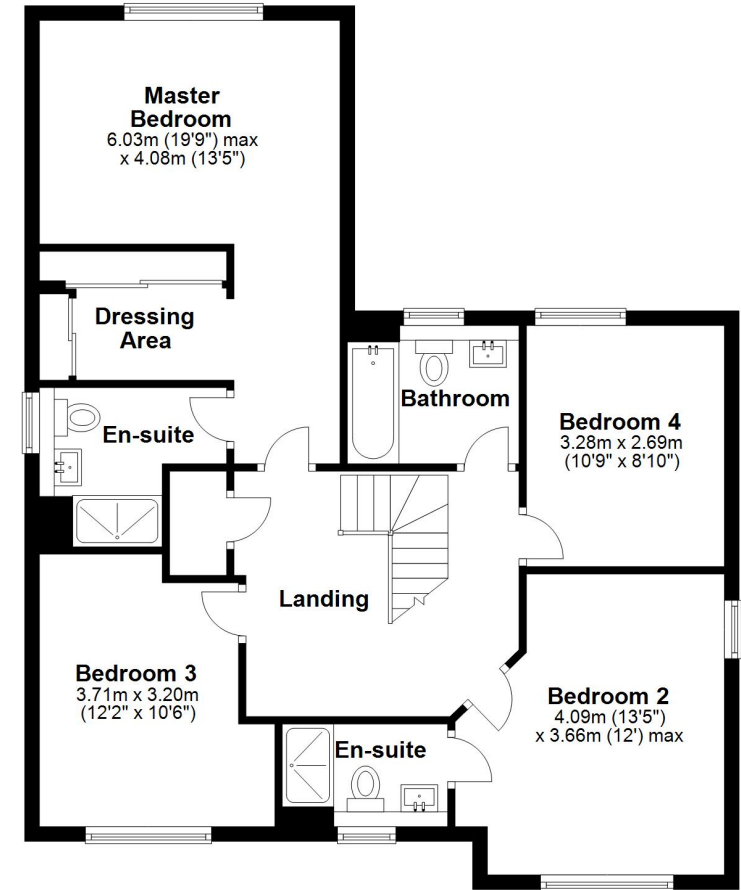 Master
Bedroom
6.03m (19'9") max
x 4.08m (13'5")
Dressing
Area
En-suite
Bathroom
Bedroom 4
3.28m x 2.69m
(10'9" x 8'10")
Landing
Bedroom 3
3.71m x 3.20m
(12'2" x 10'6")
Bedroom 2
4.09m (13'5")
x 3.66m (12') max
En-suite